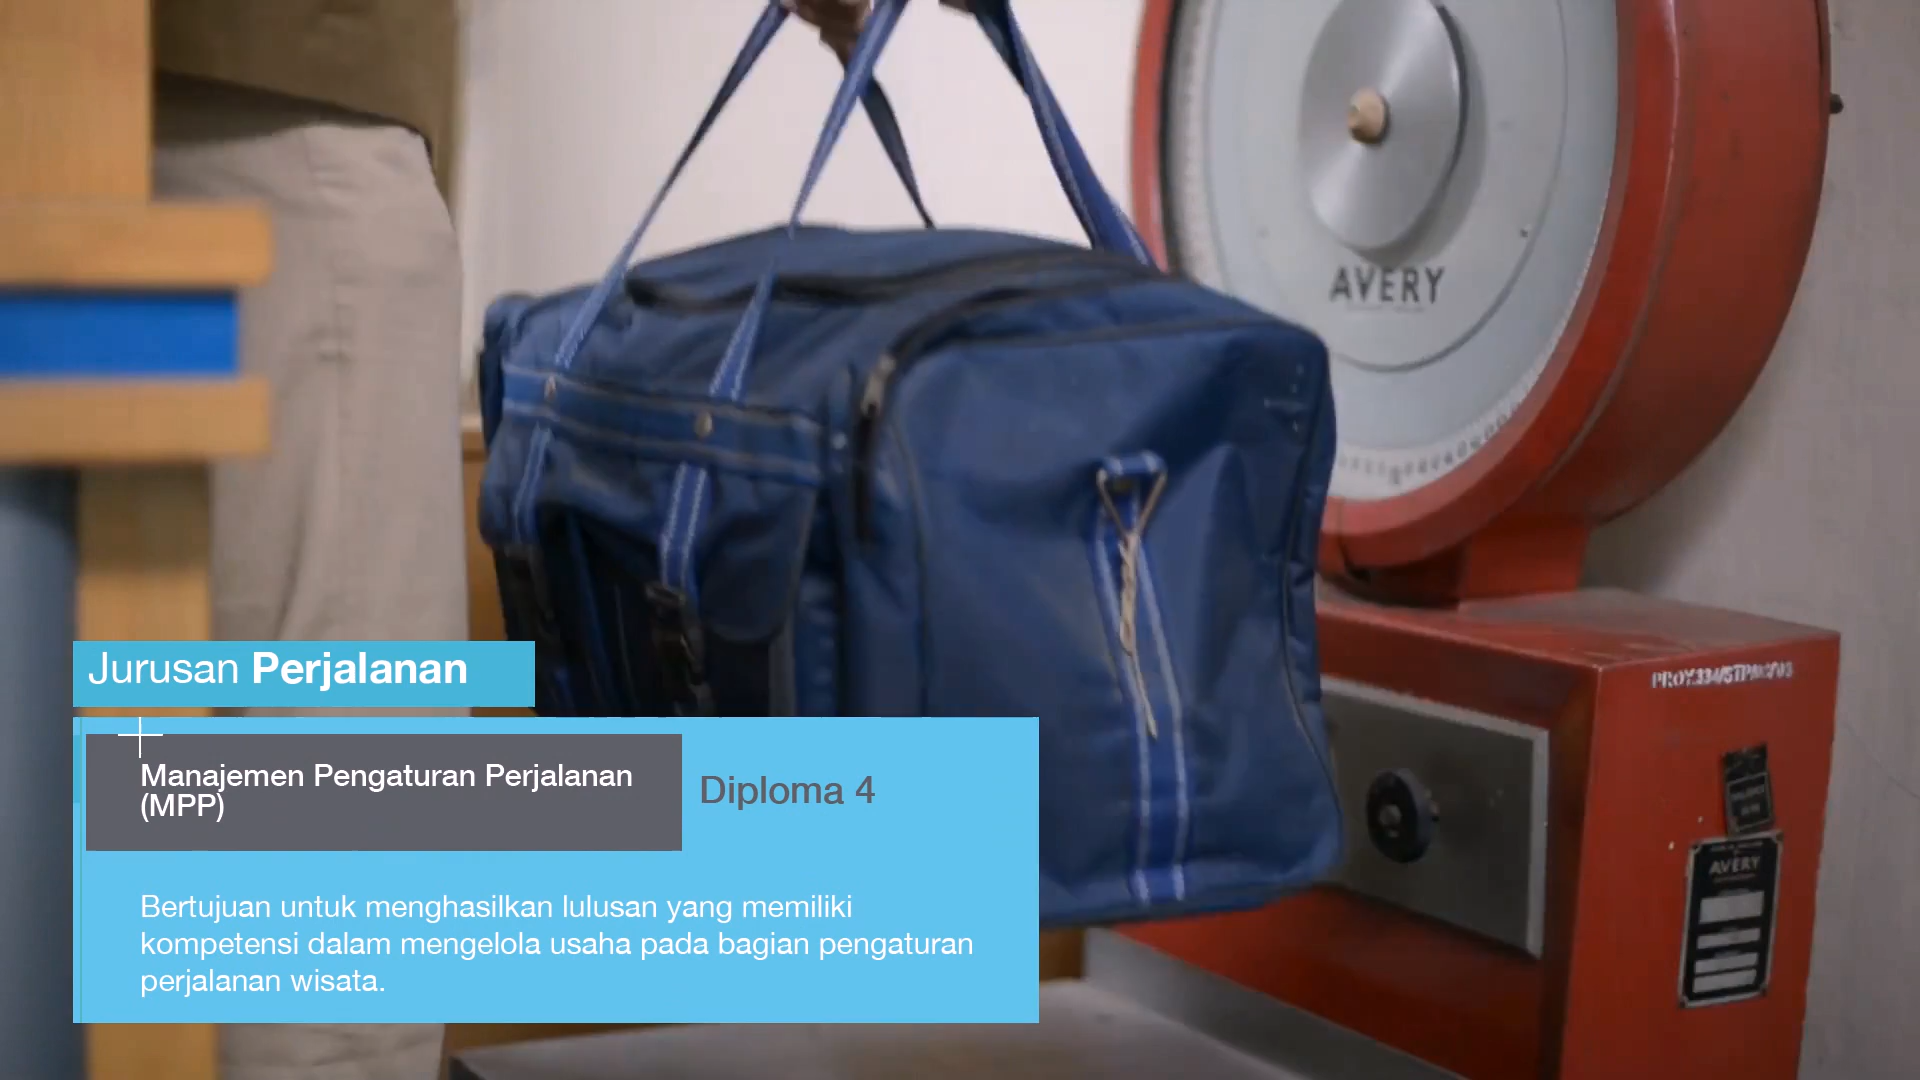 AVERY
Jurusan Perjalanan
Manajemen Pengaturan Perjalanan
(MPP)
Diploma 4
Bertujuan untuk menghasilkan lulusan yang memiliki
kompetensi dalam mengelola usaha pada bagian pengaturan
perjalanan wisata.
AVERY